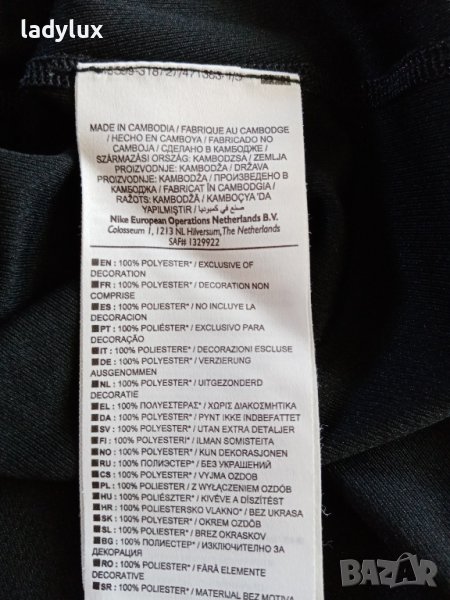 ladylux
MADE IN CAMBODIA / FABRIQUE AU CAMBODGE
/ HECHO EN CAMBOYA / FABRICADO NO
CAMBOJA / СДЕЛАНО В КАМБОДЖЕ /
SZÁRMAZÁSI ORSZÁG: KAMBODZSA / ZEMLJA
PROIZVODNJE: KAMBODŽA / DRŽAVA
PROIZVODNJE: KAMBODŽA / ПРОИЗВЕДЕНО В
КАМБОДЖА / FABRICAT ÎN CAMBODGIA /
RAŽOTS: KAMBODŽĀ / KAMBOÇYA 'DA
YAPILMIŞTIR / صنع في كمبوديا
Nike European Operations Netherlands B.V.
Colosseum 1, 1213 NL Hilversum, The Netherlands
SAF# 1329922
EN : 100% POLYESTER* / EXCLUSIVE OF
DECORATION
FR : 100% POLYESTER* / DECORATION NON
COMPRISE
ES : 100% POLYESTER* / NO INCLUYE LA
DECORACION
PT : 100% POLIÉSTER* / EXCLUSIVO PARA
DECORAÇÃO
IT : 100% POLIESTERE* / DECORAZIONI ESCLUSE
DE : 100% POLYESTER* / VERZIERUNG
AUSGENOMMEN
NL : 100% POLYESTER* / UITGEZONDERD
DECORATIE
EL : 100% ΠΟΛΥΕΣΤΕΡΑΣ* / ΧΩΡΙΣ ΔΙΑΚΟΣΜΗΤΙΚΑ
DA : 100% POLYESTER* / PYNT IKKE INDBEFATTET
SV : 100% POLYESTER* / UTAN EXTRA DETALJER
FI : 100% POLYESTERI* / ILMAN SOMISTEITA
NO : 100% POLYESTER* / KUN DEKORASJONEN
RU : 100% ПОЛИЭСТЕР* / БЕЗ УКРАШЕНИЙ
CS : 100% POLYESTER* / VYJMA OZDOB
PL : 100% POLIESTER / Z WYŁĄCZENIEM OZDÓB
HU : 100% POLIÉSZTER* / KIVÉVE A DÍSZÍTÉST
HR : 100% POLIESTERSKO VLAKNO* / BEZ UKRASA
SK : 100% POLYESTER* / OKREM OZDÔB
SL : 100% POLIESTER* / BREZ OKRASKOV
BG : 100% ПОЛИЕСТЕР* / ИЗКЛЮЧИТЕЛНО ЗА
ДЕКОРАЦИЯ
RO : 100% POLIESTER* / FĂRĂ ELEMENTE
DECORATIVE
SR : 100% POLIESTER / MATERIJAL BEZ MOTIVA
BAZAR